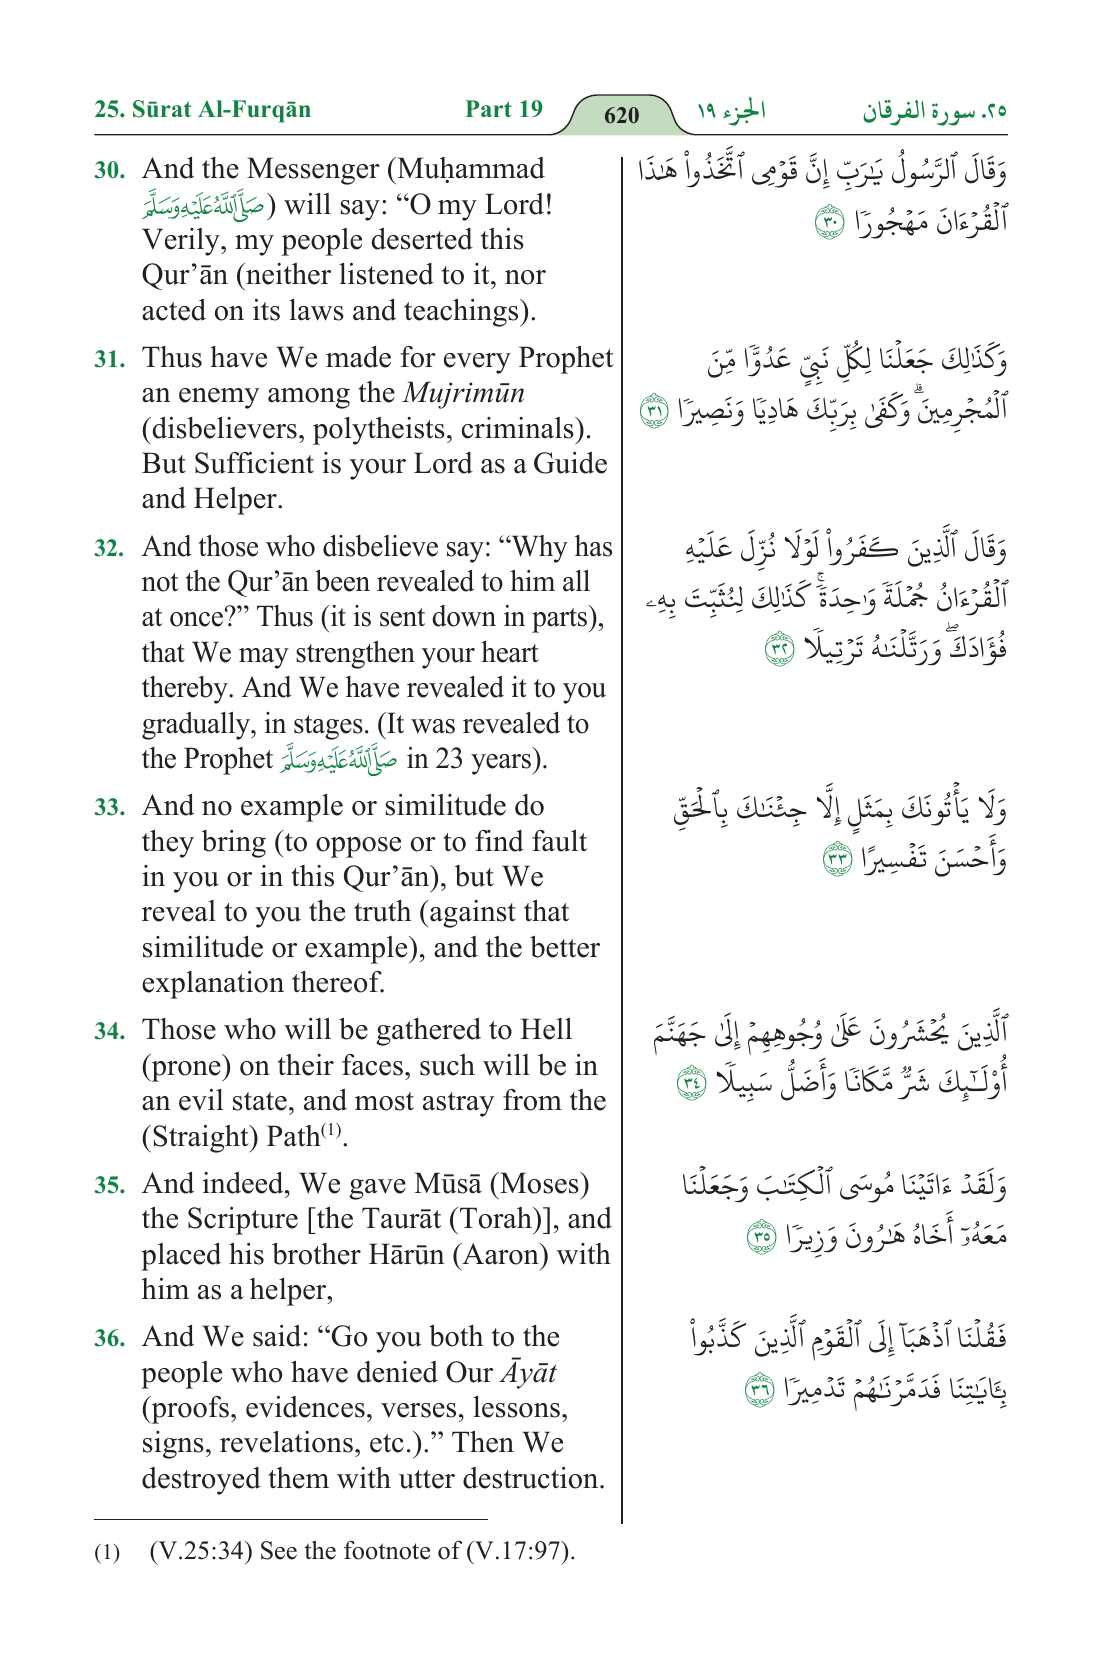 25. Sūrat Al-Furqān Part 19 620 الجزء ١٩ ٢٥. سورة الفرقان
30. And the Messenger (Muḥammad
صَلَّى اللَّهُ عَلَيْهِ وَسَلَّمَ) will say: “O my Lord!
Verily, my people deserted this
Qur’ān (neither listened to it, nor
acted on its laws and teachings).
31. Thus have We made for every Prophet
an enemy among the Mujrimūn
(disbelievers, polytheists, criminals).
But Sufficient is your Lord as a Guide
and Helper.
32. And those who disbelieve say: “Why has
not the Qur’ān been revealed to him all
at once?” Thus (it is sent down in parts),
that We may strengthen your heart
thereby. And We have revealed it to you
gradually, in stages. (It was revealed to
the Prophet صَلَّى اللَّهُ عَلَيْهِ وَسَلَّمَ in 23 years).
33. And no example or similitude do
they bring (to oppose or to find fault
in you or in this Qur’ān), but We
reveal to you the truth (against that
similitude or example), and the better
explanation thereof.
34. Those who will be gathered to Hell
(prone) on their faces, such will be in
an evil state, and most astray from the
(Straight) Path(1).
35. And indeed, We gave Mūsā (Moses)
the Scripture [the Taurāt (Torah)], and
placed his brother Hārūn (Aaron) with
him as a helper,
36. And We said: “Go you both to the
people who have denied Our Āyāt
(proofs, evidences, verses, lessons,
signs, revelations, etc.).” Then We
destroyed them with utter destruction.
وَقَالَ ٱلرَّسُولُ يَٰرَبِّ إِنَّ قَوْمِى ٱتَّخَذُوا۟ هَٰذَا
ٱلْقُرْءَانَ مَهْجُورًا ٣٠
وَكَذَٰلِكَ جَعَلْنَا لِكُلِّ نَبِىٍّ عَدُوًّا مِّنَ
ٱلْمُجْرِمِينَ ۗ وَكَفَىٰ بِرَبِّكَ هَادِيًا وَنَصِيرًا ٣١
وَقَالَ ٱلَّذِينَ كَفَرُوا۟ لَوْلَا نُزِّلَ عَلَيْهِ
ٱلْقُرْءَانُ جُمْلَةً وَٰحِدَةً ۚ كَذَٰلِكَ لِنُثَبِّتَ بِهِۦ
فُؤَادَكَ ۖ وَرَتَّلْنَٰهُ تَرْتِيلًا ٣٢
وَلَا يَأْتُونَكَ بِمَثَلٍ إِلَّا جِئْنَٰكَ بِٱلْحَقِّ
وَأَحْسَنَ تَفْسِيرًا ٣٣
ٱلَّذِينَ يُحْشَرُونَ عَلَىٰ وُجُوهِهِمْ إِلَىٰ جَهَنَّمَ
أُو۟لَٰٓئِكَ شَرٌّ مَّكَانًا وَأَضَلُّ سَبِيلًا ٣٤
وَلَقَدْ ءَاتَيْنَا مُوسَى ٱلْكِتَٰبَ وَجَعَلْنَا
مَعَهُۥٓ أَخَاهُ هَٰرُونَ وَزِيرًا ٣٥
فَقُلْنَا ٱذْهَبَآ إِلَى ٱلْقَوْمِ ٱلَّذِينَ كَذَّبُوا۟
بِـَٔايَٰتِنَا فَدَمَّرْنَٰهُمْ تَدْمِيرًا ٣٦
(1) (V.25:34) See the footnote of (V.17:97).